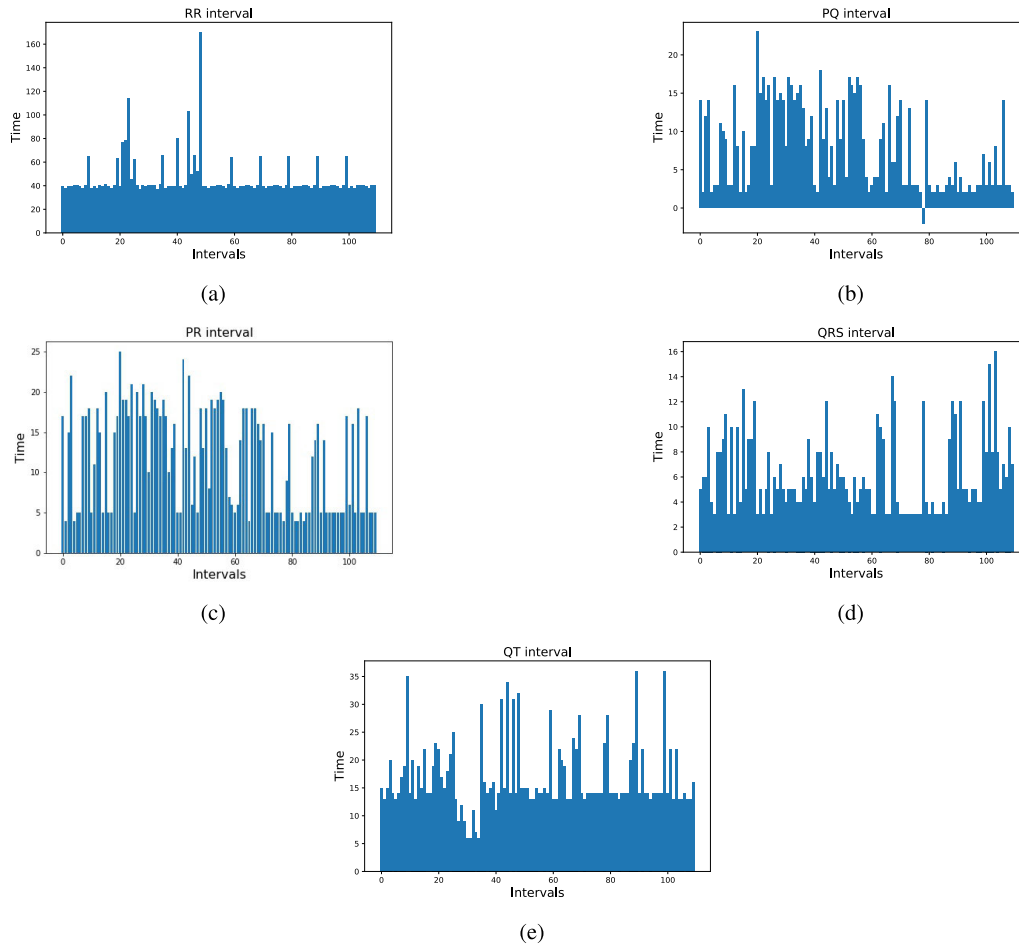 RR interval
Time
160
140
120
100
80
60
40
20
0
0 20 40 60 80 100
Intervals
(a)
PQ interval
Time
20
15
10
5
0
0 20 40 60 80 100
Intervals
(b)
PR interval
Time
25
20
15
10
5
0
0 20 40 60 80 100
Intervals
(c)
QRS interval
Time
16
14
12
10
8
6
4
2
0
0 20 40 60 80 100
Intervals
(d)
QT interval
Time
35
30
25
20
15
10
5
0
0 20 40 60 80 100
Intervals
(e)